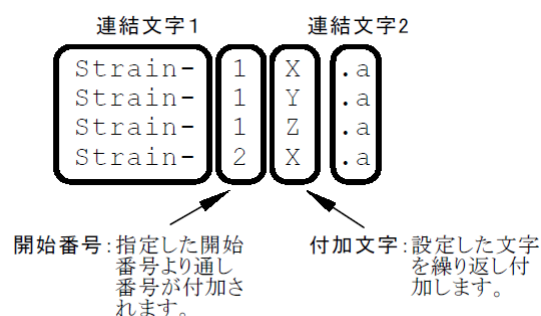 連結文字1 連結文字2
Strain- 1 X .a
Strain- 1 Y .a
Strain- 1 Z .a
Strain- 2 X .a
開始番号:指定した開始
番号より通し
番号が付加さ
れます。
付加文字:設定した文字
を繰り返し付
加します。